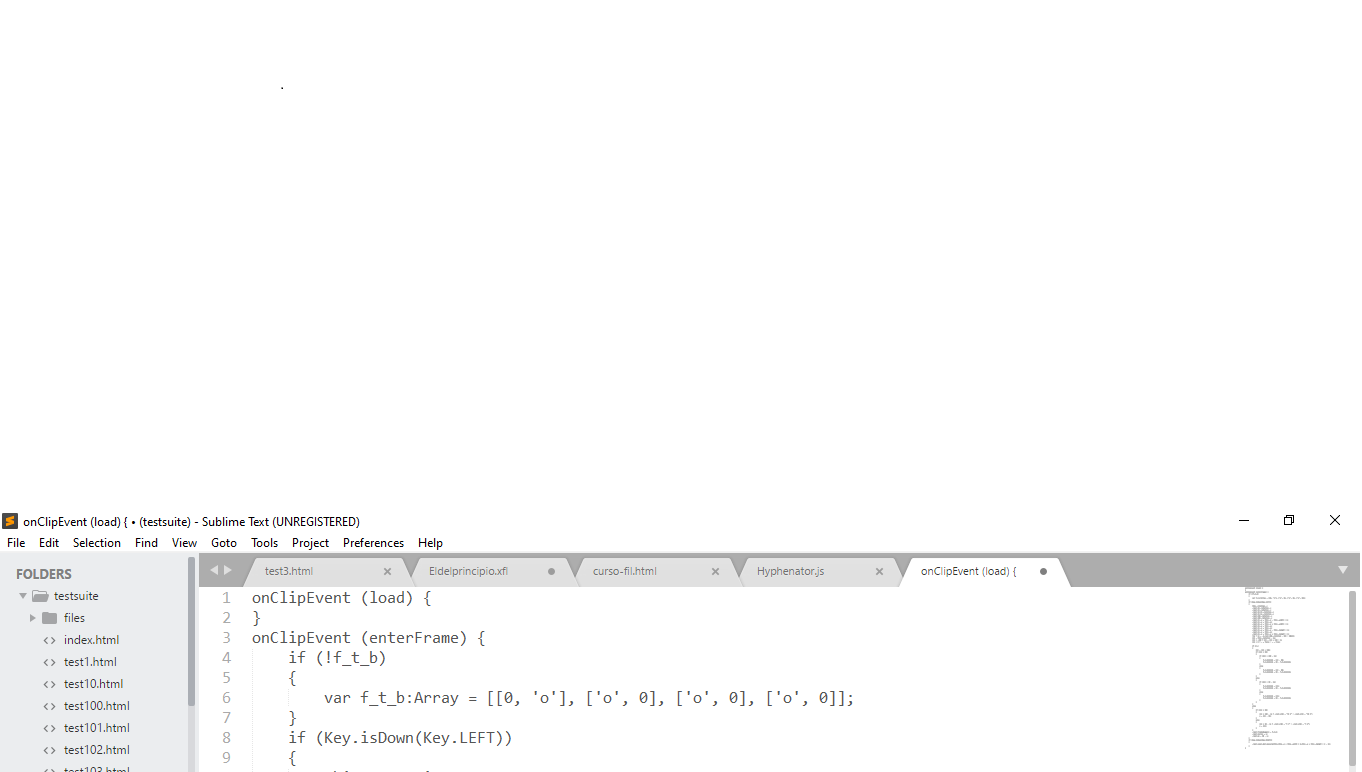 .
onClipEvent (load) { • (testsuite) - Sublime Text (UNREGISTERED)
File Edit Selection Find View Goto Tools Project Preferences Help
FOLDERS
testsuite
files
index.html
test1.html
test10.html
test100.html
test101.html
test102.html
test103.html
test3.html Eldelprincipio.xfl curso-fil.html Hyphenator.js onClipEvent (load) {
1 onClipEvent (load) {
2 }
3 onClipEvent (enterFrame) {
4 if (!f_t_b)
5 {
6 var f_t_b:Array = [[0, 'o'], ['o', 0], ['o', 0], ['o', 0]];
7 }
8 if (Key.isDown(Key.LEFT))
9 {